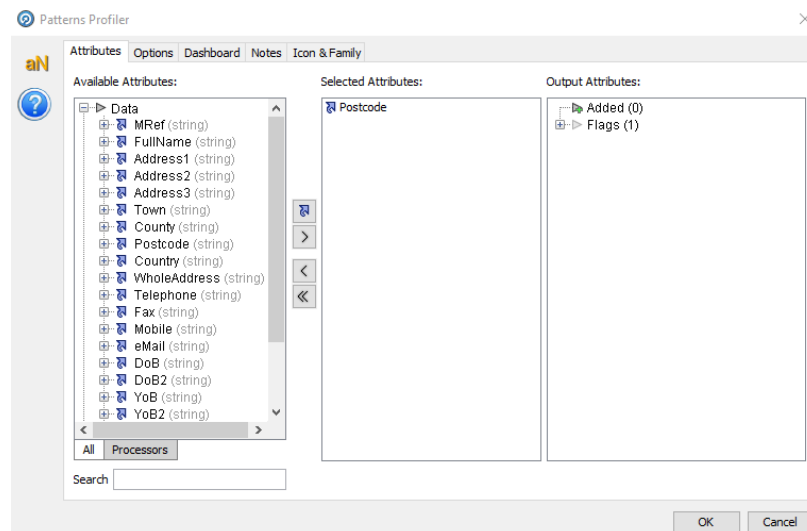 Patterns Profiler
aN
Attributes Options Dashboard Notes Icon & Family
Available Attributes: Selected Attributes: Output Attributes:
Data
MRef (string)
FullName (string)
Address1 (string)
Address2 (string)
Address3 (string)
Town (string)
County (string)
Postcode (string)
Country (string)
WholeAddress (string)
Telephone (string)
Fax (string)
Mobile (string)
eMail (string)
DoB (string)
DoB2 (string)
YoB (string)
YoB2 (string)
All Processors
Search
Postcode
Added (0)
Flags (1)
OK Cancel